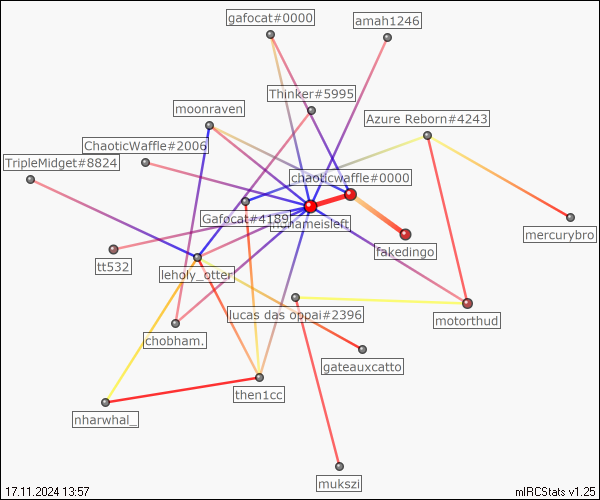 gafocat#0000
amah1246
Thinker#5995
moonraven
Azure Reborn#4243
ChaoticWaffle#2006
TripleMidget#8824
chaoticwaffle#0000
Gafocat#4189
mercurybro
fakedingo
tt532
leholy_otter
lucas das oppai#2396
motorthud
chobham.
gateauxcatto
then1cc
nharwhal_
mukszi
17.11.2024 13:57
mIRCStats v1.25